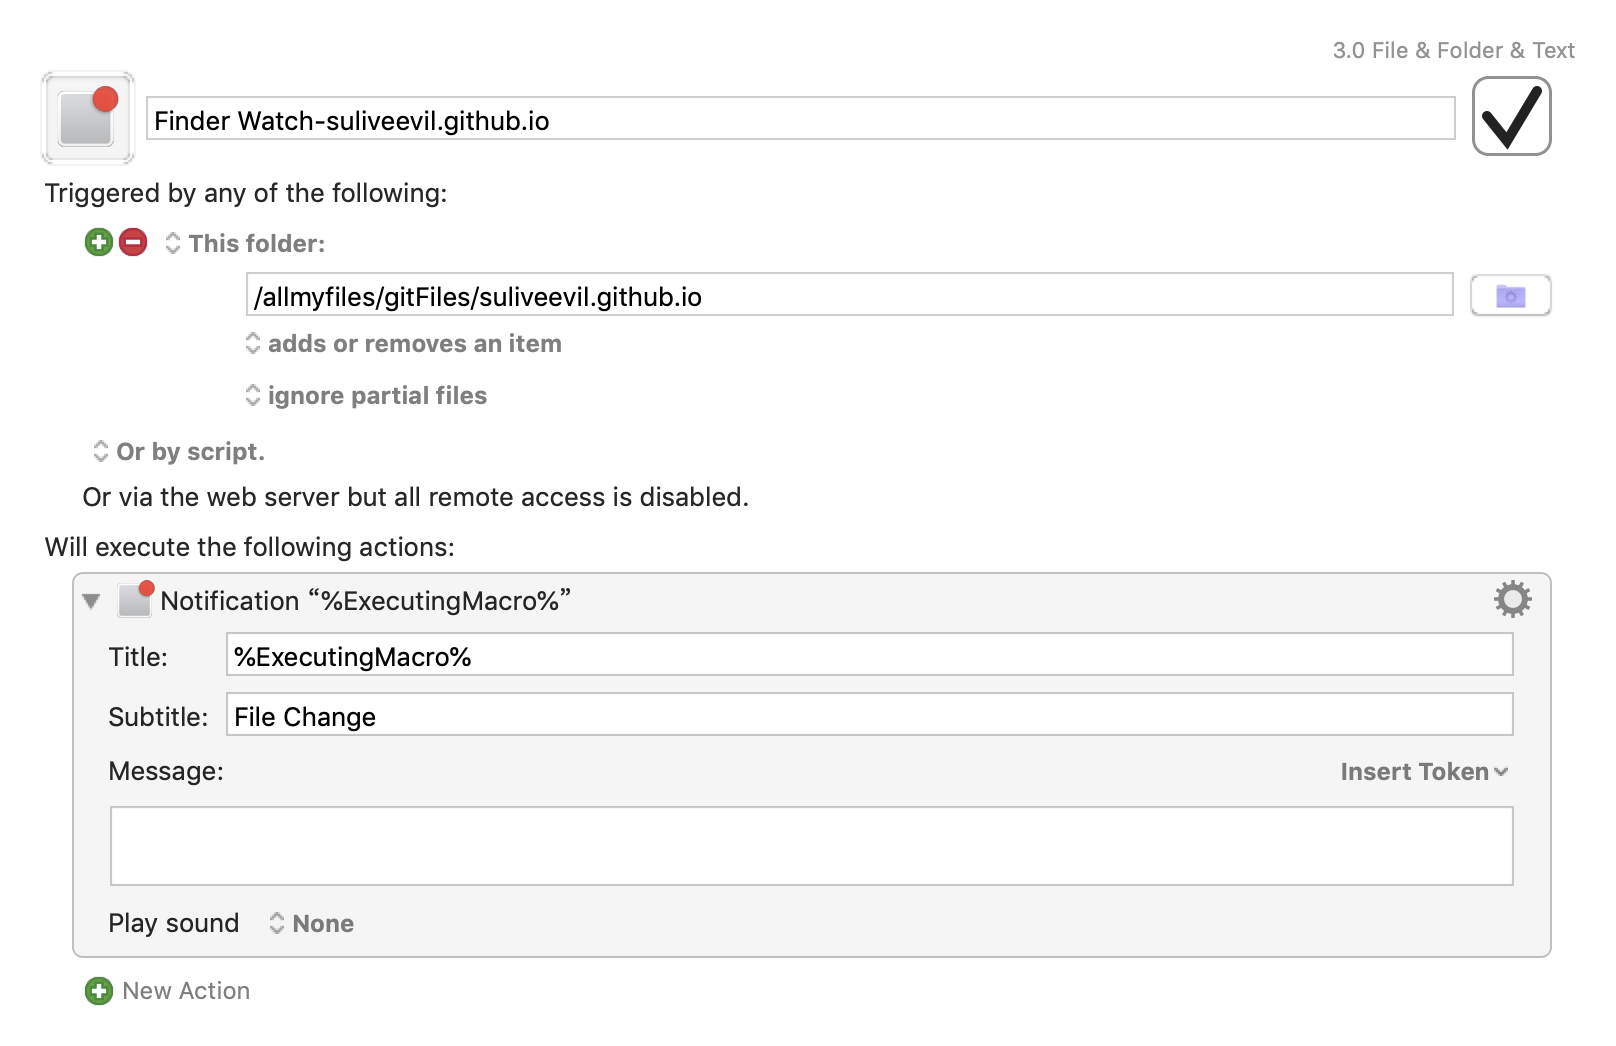 3.0 File & Folder & Text
Finder Watch-suliveevil.github.io
Triggered by any of the following:
This folder:
/allmyfiles/gitFiles/suliveevil.github.io
adds or removes an item
ignore partial files
Or by script.
Or via the web server but all remote access is disabled.
Will execute the following actions:
Notification “%ExecutingMacro%”
Title: %ExecutingMacro%
Subtitle: File Change
Message: Insert Token
Play sound None
New Action